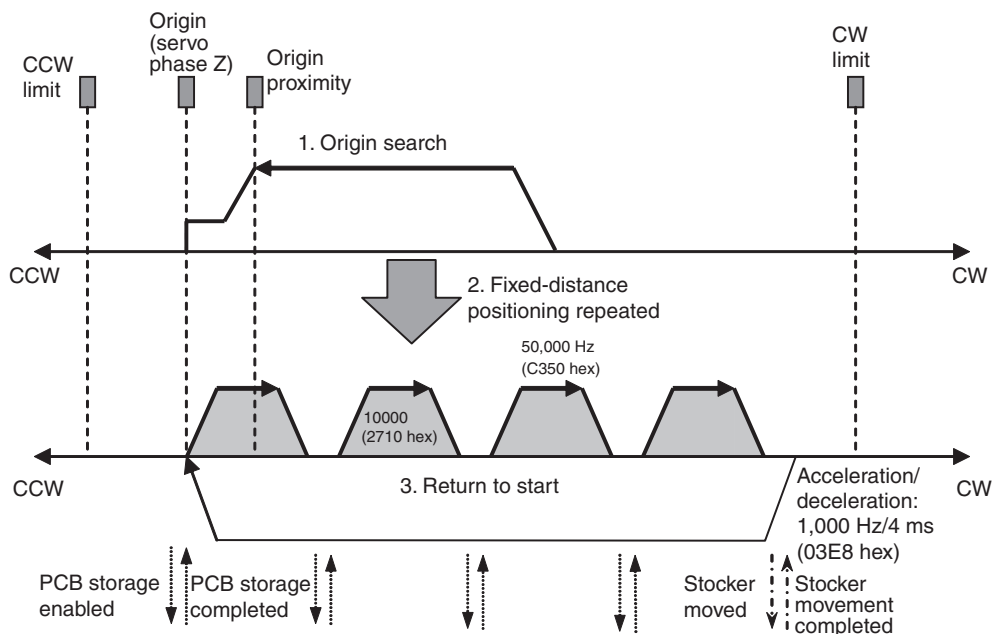 Origin
(servo
phase Z)
CCW
limit
Origin
proximity
CW
limit
1. Origin search
CCW
CW
2. Fixed-distance
positioning repeated
50,000 Hz
(C350 hex)
10000
(2710 hex)
CCW
CW
3. Return to start
Acceleration/
deceleration:
1,000 Hz/4 ms
(03E8 hex)
PCB storage
enabled
PCB storage
completed
Stocker
moved
Stocker
movement
completed